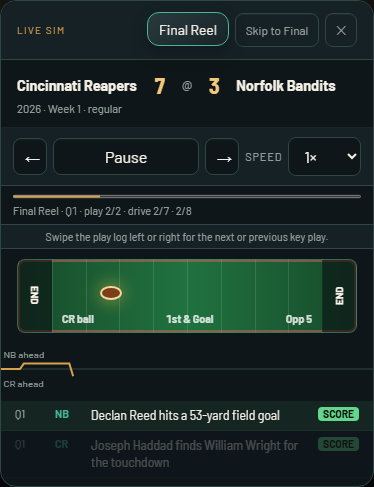 LIVE SIM
Final Reel
Skip to Final
×
Cincinnati Reapers 7 @ 3 Norfolk Bandits
2026 · Week 1 · regular
← Pause → SPEED 1×
Final Reel · Q1 · play 2/2 · drive 2/7 · 2/8
Swipe the play log left or right for the next or previous key play.
END
END
CR ball 1st & Goal Opp 5
NB ahead
CR ahead
Q1 NB Declan Reed hits a 53-yard field goal SCORE
Q1 CR Joseph Haddad finds William Wright for SCORE
the touchdown